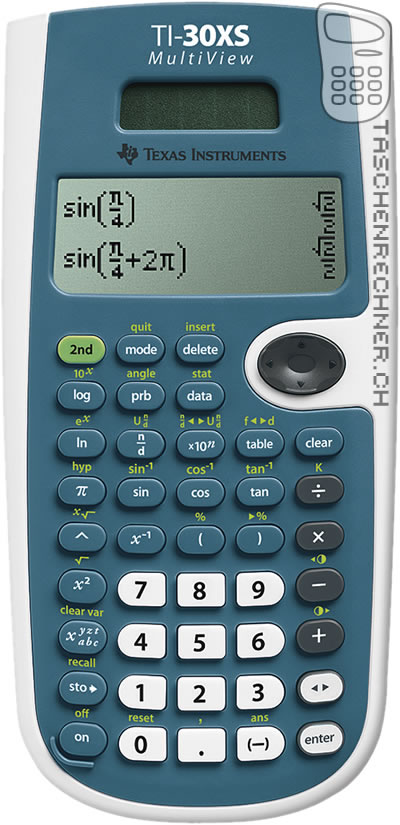 TI-30XS
MultiView
TEXAS INSTRUMENTS
TASCHENRECHNER.CH
sin(π/4) √2/2
sin(π/4+2π) √2/2
quit insert
2nd mode delete
10ˣ angle stat
log prb data
eˣ U n/d n/d ◄► U n/d f◄►d
ln n/d ×10ⁿ table clear
hyp sin⁻¹ cos⁻¹ tan⁻¹ K
π sin cos tan ÷
ˣ√ % ►%
^ x⁻¹ ( ) ×
√
x² 7 8 9 −
clear var
x yzt abc 4 5 6 +
recall
sto► 1 2 3 ◄►
off reset , ans
on 0 . (−) enter